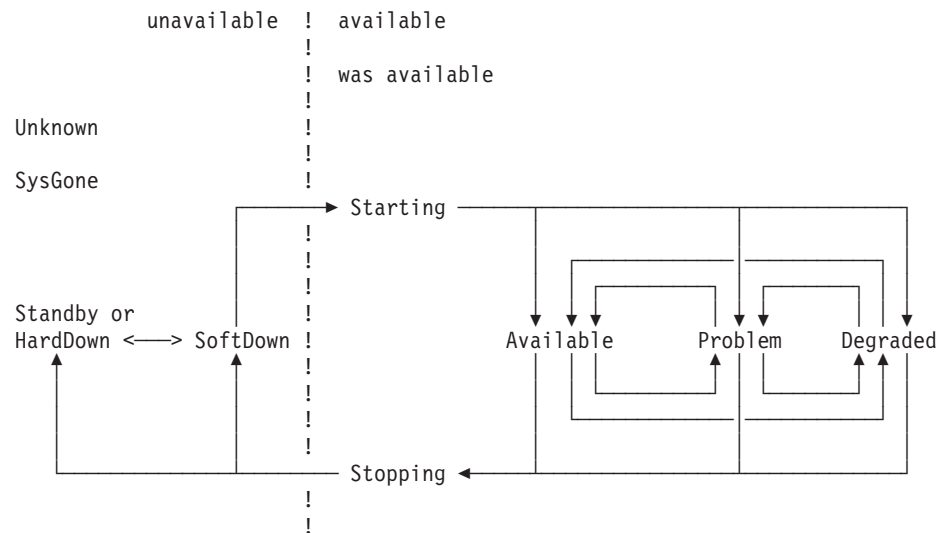 unavailable ! available
!
! was available
!
Unknown !
!
SysGone !
Starting
!
!
!
Standby or !
HardDown <──> SoftDown ! Available Problem Degraded
!
!
!
!
Stopping
!
!